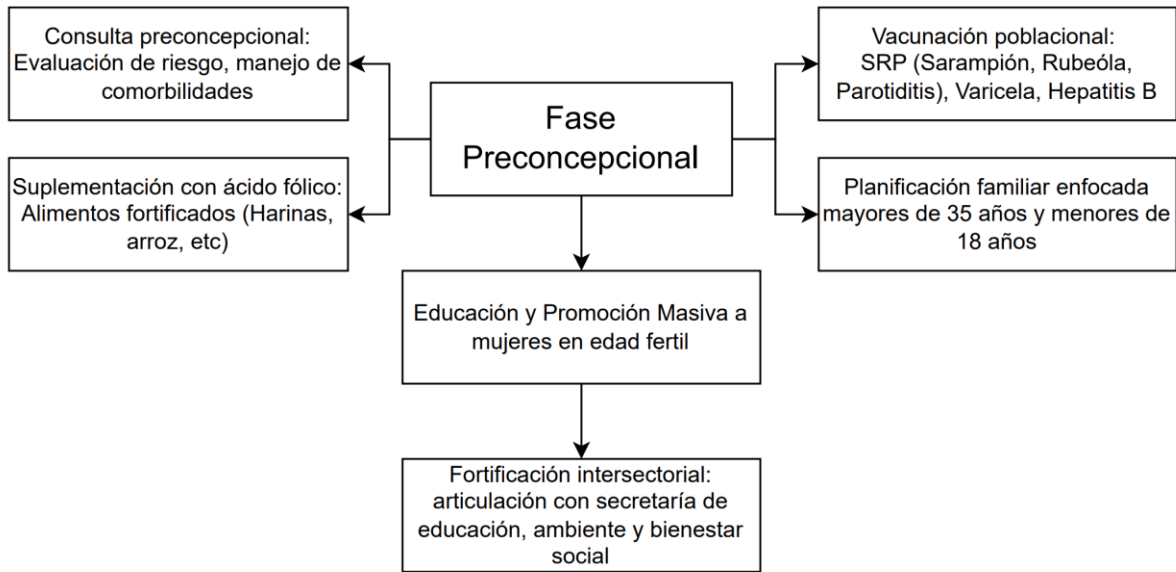 Consulta preconcepcional:
Evaluación de riesgo, manejo de
comorbilidades
Vacunación poblacional:
SRP (Sarampión, Rubeóla,
Parotiditis), Varicela, Hepatitis B
Fase
Preconcepcional
Suplementación con ácido fólico:
Alimentos fortificados (Harinas,
arroz, etc)
Planificación familiar enfocada
mayores de 35 años y menores de
18 años
Educación y Promoción Masiva a
mujeres en edad fertil
Fortificación intersectorial:
articulación con secretaría de
educación, ambiente y bienestar
social